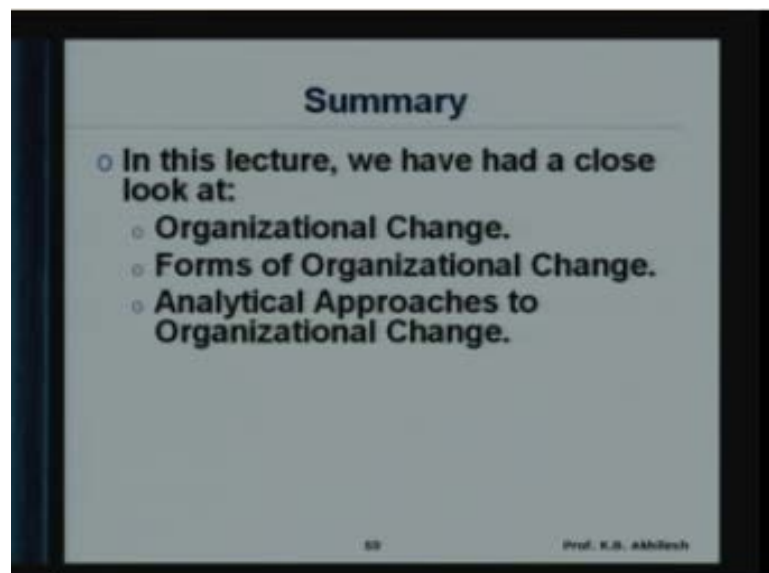 Summary
o In this lecture, we have had a close
look at:
o Organizational Change.
o Forms of Organizational Change.
o Analytical Approaches to
Organizational Change.
Prof. K.B. Akhilesh